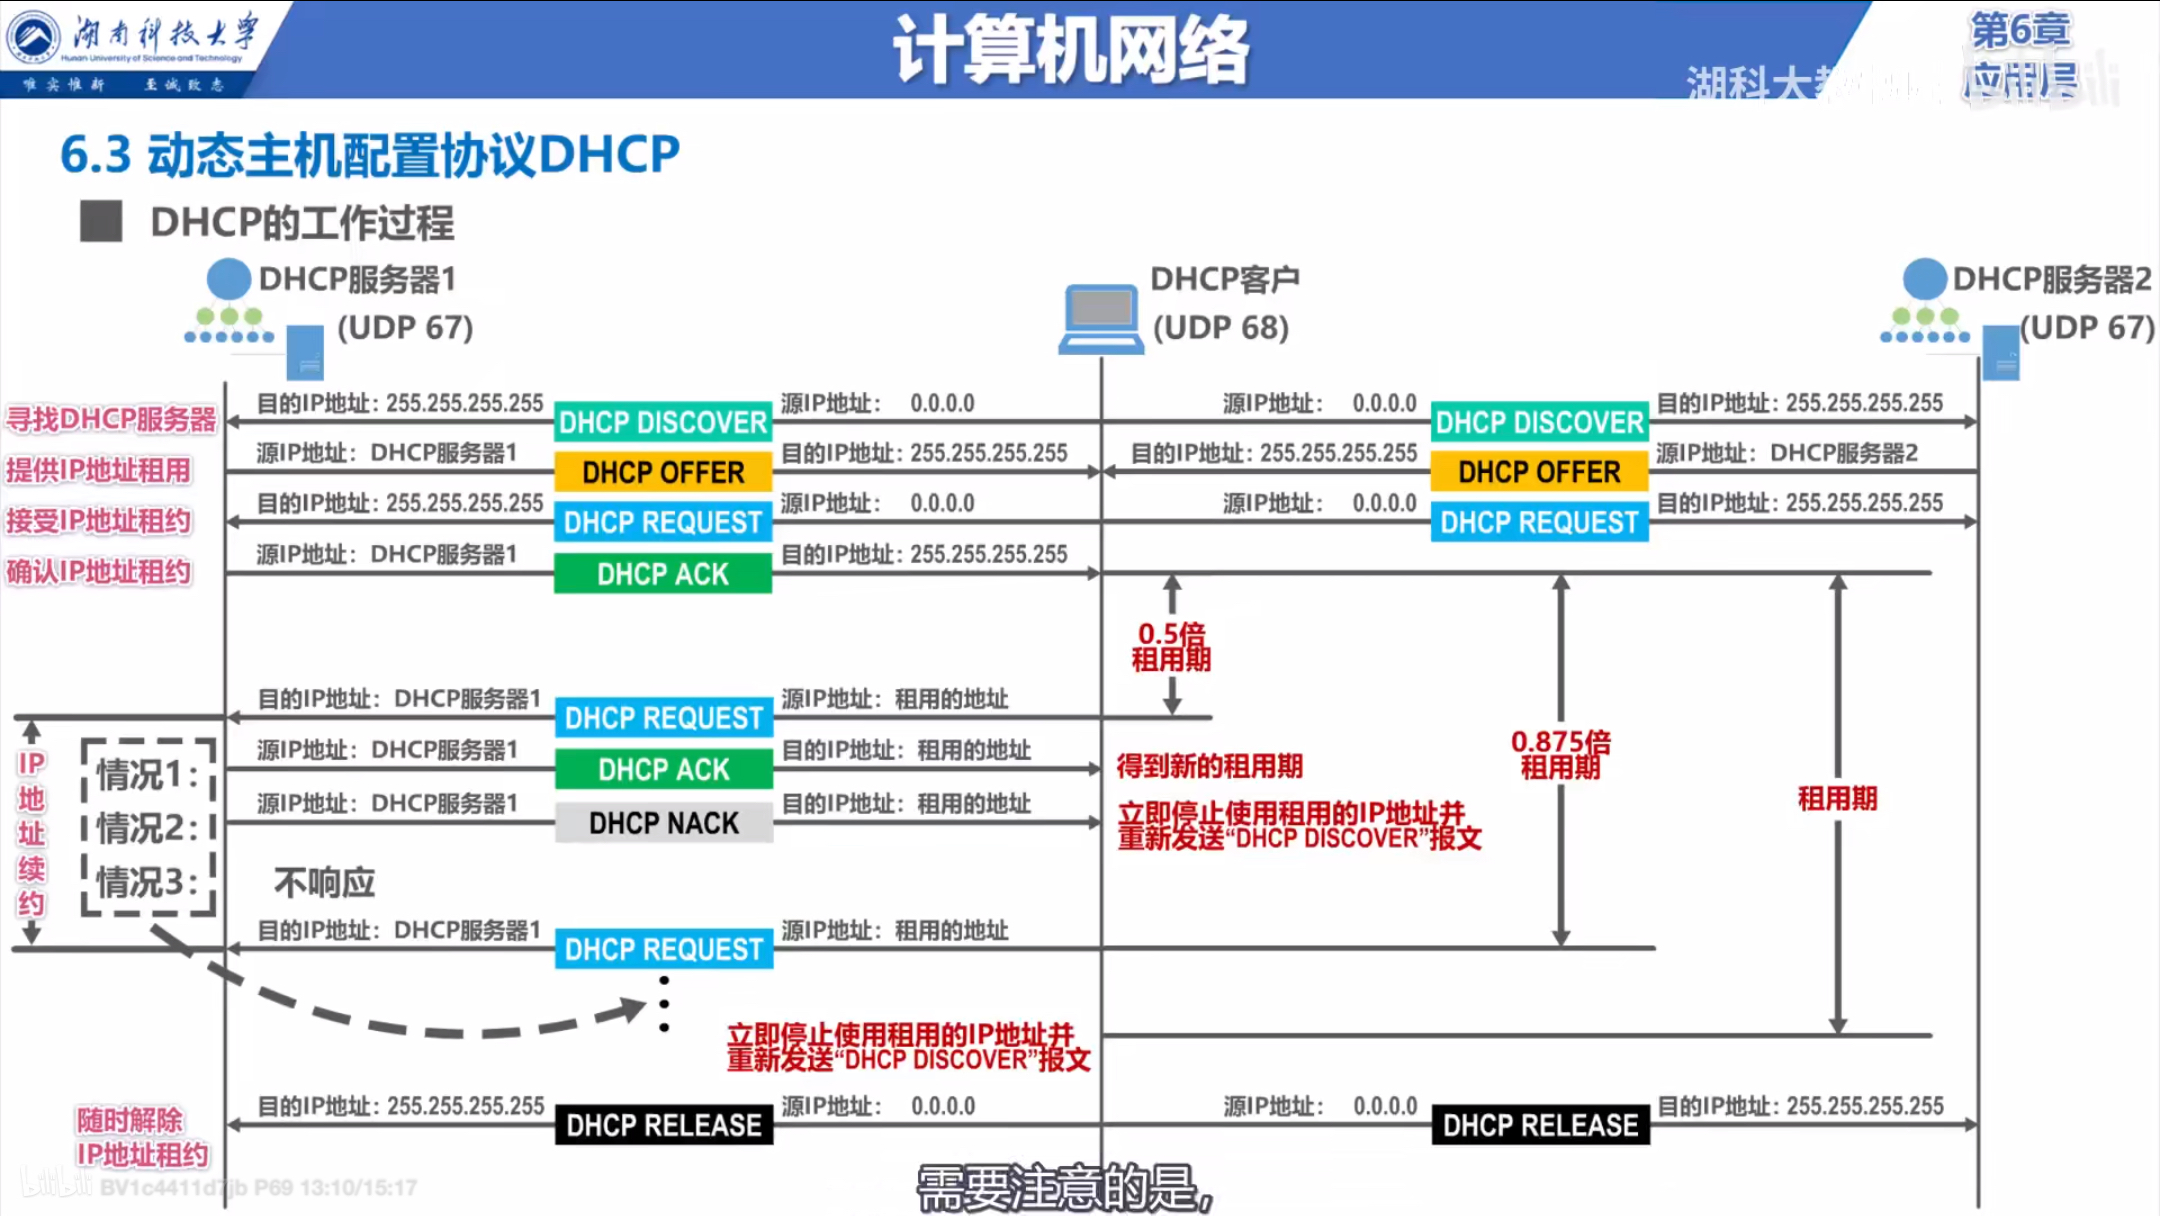 湖南科技大学
Hunan University of Science and Technology
唯实惟新 至诚致远
计算机网络
第6章
应用层
湖科大教
6.3 动态主机配置协议DHCP
DHCP的工作过程
DHCP服务器1
(UDP 67)
DHCP客户
(UDP 68)
DHCP服务器2
(UDP 67)
寻找DHCP服务器
目的IP地址: 255.255.255.255 DHCP DISCOVER 源IP地址: 0.0.0.0 源IP地址: 0.0.0.0 DHCP DISCOVER 目的IP地址: 255.255.255.255
提供IP地址租用
源IP地址: DHCP服务器1 DHCP OFFER 目的IP地址: 255.255.255.255 目的IP地址: 255.255.255.255 DHCP OFFER 源IP地址: DHCP服务器2
接受IP地址租约
目的IP地址: 255.255.255.255 DHCP REQUEST 源IP地址: 0.0.0.0 源IP地址: 0.0.0.0 DHCP REQUEST 目的IP地址: 255.255.255.255
确认IP地址租约
源IP地址: DHCP服务器1 DHCP ACK 目的IP地址: 255.255.255.255
0.5倍
租用期
0.875倍
租用期
租用期
IP地址续约
目的IP地址: DHCP服务器1 DHCP REQUEST 源IP地址: 租用的地址
情况1:
源IP地址: DHCP服务器1 DHCP ACK 目的IP地址: 租用的地址
得到新的租用期
情况2:
源IP地址: DHCP服务器1 DHCP NACK 目的IP地址: 租用的地址
立即停止使用租用的IP地址并
重新发送“DHCP DISCOVER”报文
情况3: 不响应
目的IP地址: DHCP服务器1 DHCP REQUEST 源IP地址: 租用的地址
立即停止使用租用的IP地址并
重新发送“DHCP DISCOVER”报文
随时解除
IP地址租约
目的IP地址: 255.255.255.255 DHCP RELEASE 源IP地址: 0.0.0.0 源IP地址: 0.0.0.0 DHCP RELEASE 目的IP地址: 255.255.255.255
bilibili BV1c4411d7jb P69 13:10/15:17
需要注意的是,